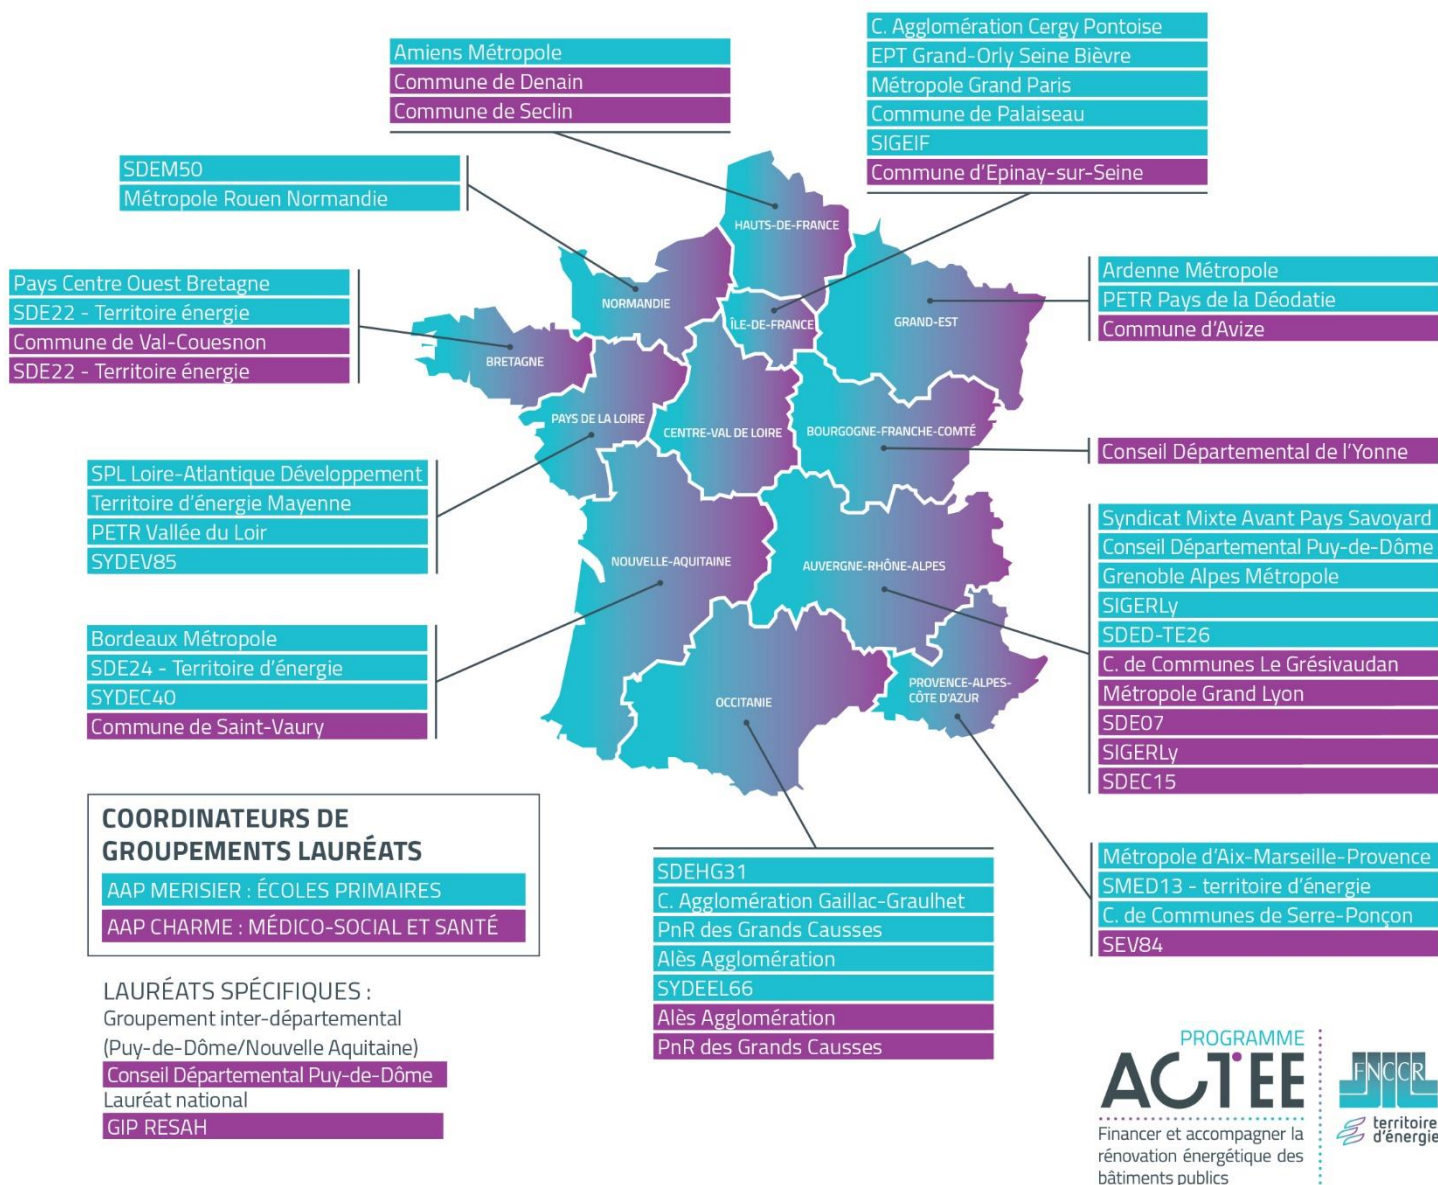 C. Agglomération Cergy Pontoise
EPT Grand-Orly Seine Bièvre
Métropole Grand Paris
Commune de Palaiseau
SIGEIF
Commune d'Epinay-sur-Seine
Amiens Métropole
Commune de Denain
Commune de Seclin
SDEM50
Métropole Rouen Normandie
Pays Centre Ouest Bretagne
SDE22 - Territoire énergie
Commune de Val-Couesnon
SDE22 - Territoire énergie
Ardenne Métropole
PETR Pays de la Déodatie
Commune d'Avize
HAUTS-DE-FRANCE
NORMANDIE
ÎLE-DE-FRANCE
GRAND-EST
BRETAGNE
PAYS DE LA LOIRE
CENTRE-VAL DE LOIRE
BOURGOGNE-FRANCHE-COMTÉ
NOUVELLE-AQUITAINE
AUVERGNE-RHÔNE-ALPES
OCCITANIE
PROVENCE-ALPES-
CÔTE D'AZUR
Conseil Départemental de l'Yonne
SPL Loire-Atlantique Développement
Territoire d'énergie Mayenne
PETR Vallée du Loir
SYDEV85
Syndicat Mixte Avant Pays Savoyard
Conseil Départemental Puy-de-Dôme
Grenoble Alpes Métropole
SIGERLy
SDED-TE26
C. de Communes Le Grésivaudan
Métropole Grand Lyon
SDE07
SIGERLy
SDEC15
Bordeaux Métropole
SDE24 - Territoire d'énergie
SYDEC40
Commune de Saint-Vaury
Métropole d'Aix-Marseille-Provence
SMED13 - territoire d'énergie
C. de Communes de Serre-Ponçon
SEV84
SDEHG31
C. Agglomération Gaillac-Graulhet
PnR des Grands Causses
Alès Agglomération
SYDEEL66
Alès Agglomération
PnR des Grands Causses
COORDINATEURS DE
GROUPEMENTS LAURÉATS
AAP MERISIER : ÉCOLES PRIMAIRES
AAP CHARME : MÉDICO-SOCIAL ET SANTÉ
LAURÉATS SPÉCIFIQUES :
Groupement inter-départemental
(Puy-de-Dôme/Nouvelle Aquitaine)
Conseil Départemental Puy-de-Dôme
Lauréat national
GIP RESAH
PROGRAMME
ACTEE
Financer et accompagner la
rénovation énergétique des
bâtiments publics
FNCCR
territoire
d'énergie